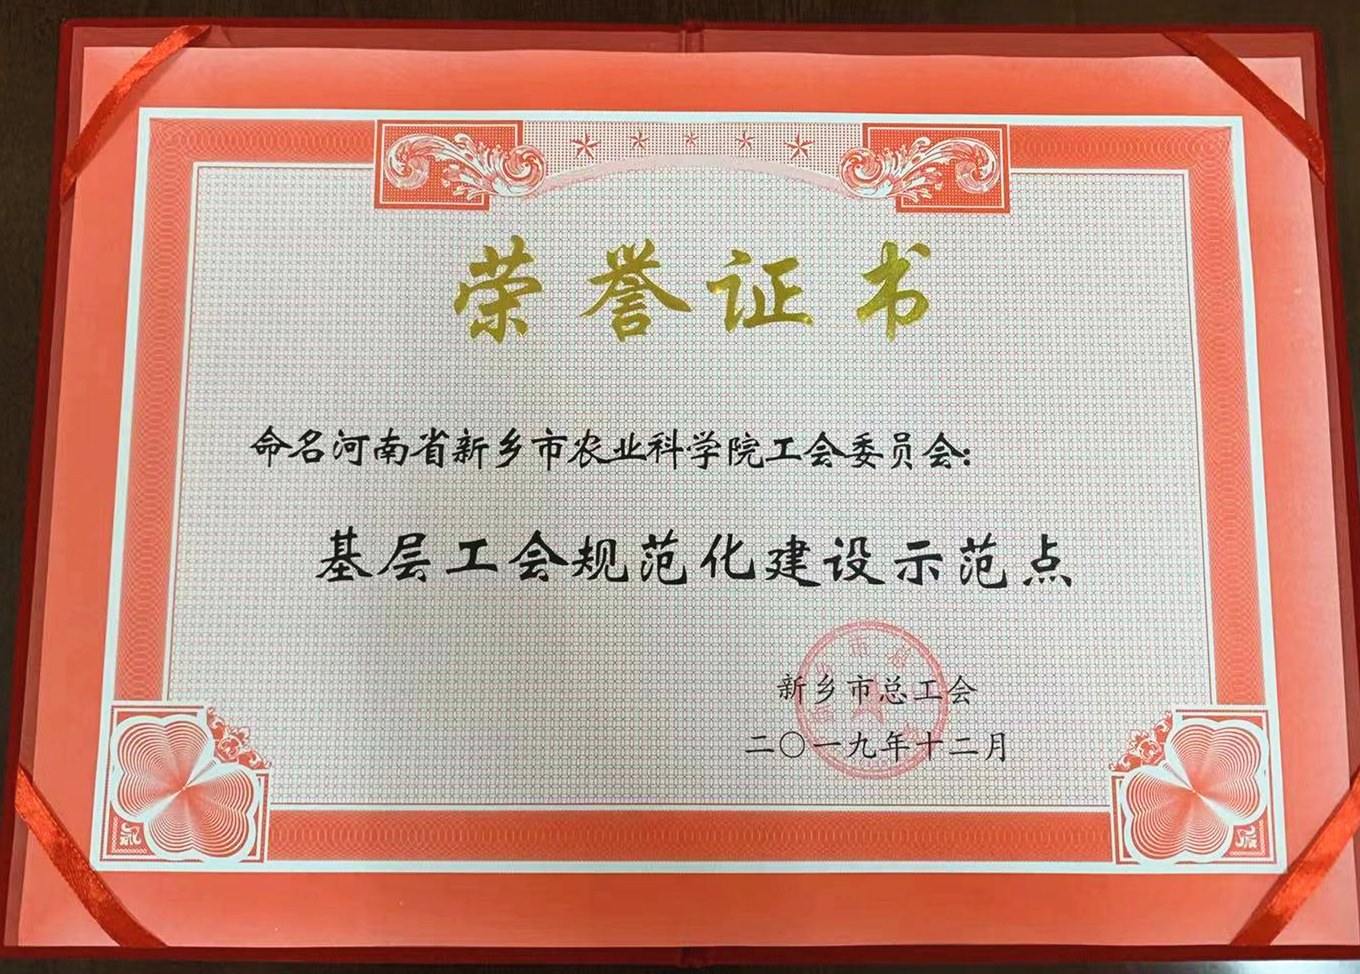 荣誉证书
命名河南省新乡市农业科学院工会委员会:
基层工会规范化建设示范点
新乡市总工会
二〇一九年十二月